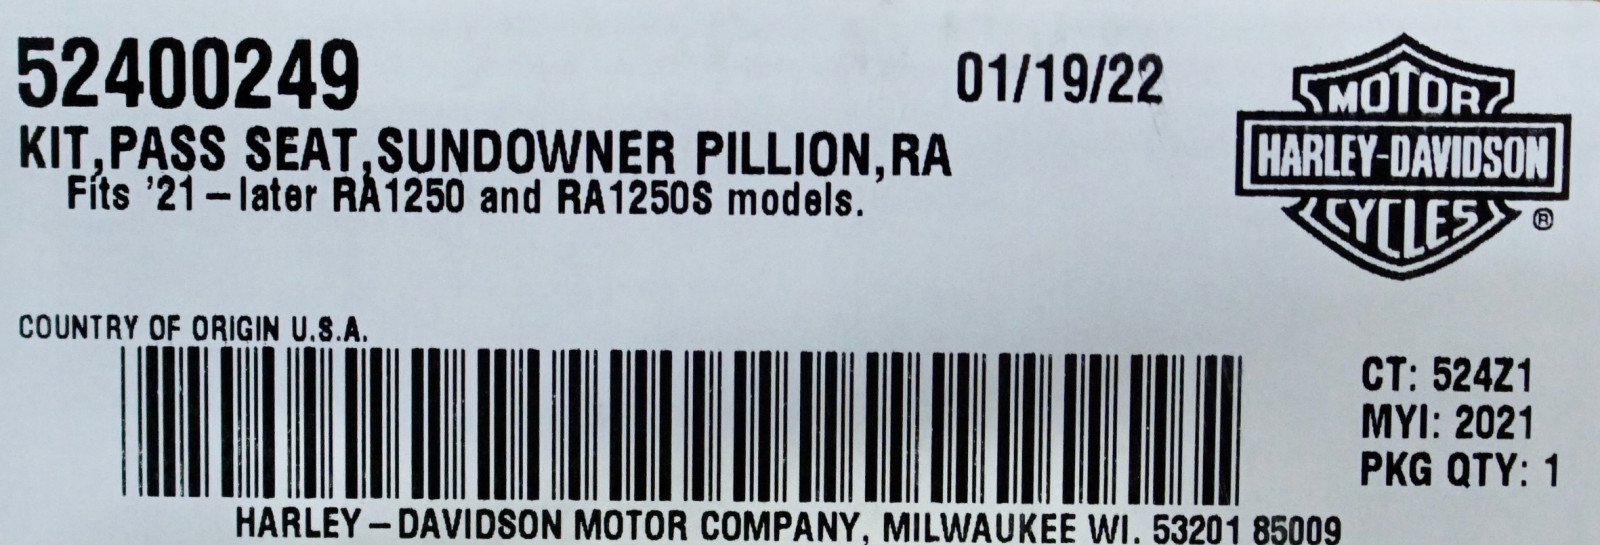 52400249
01/19/22
KIT,PASS SEAT,SUNDOWNER PILLION,RA
Fits '21-later RA1250 and RA1250S models.
MOTOR
HARLEY-DAVIDSON
CYCLES
®
COUNTRY OF ORIGIN U.S.A.
CT: 524Z1
MYI: 2021
PKG QTY: 1
HARLEY-DAVIDSON MOTOR COMPANY, MILWAUKEE WI. 53201 85009